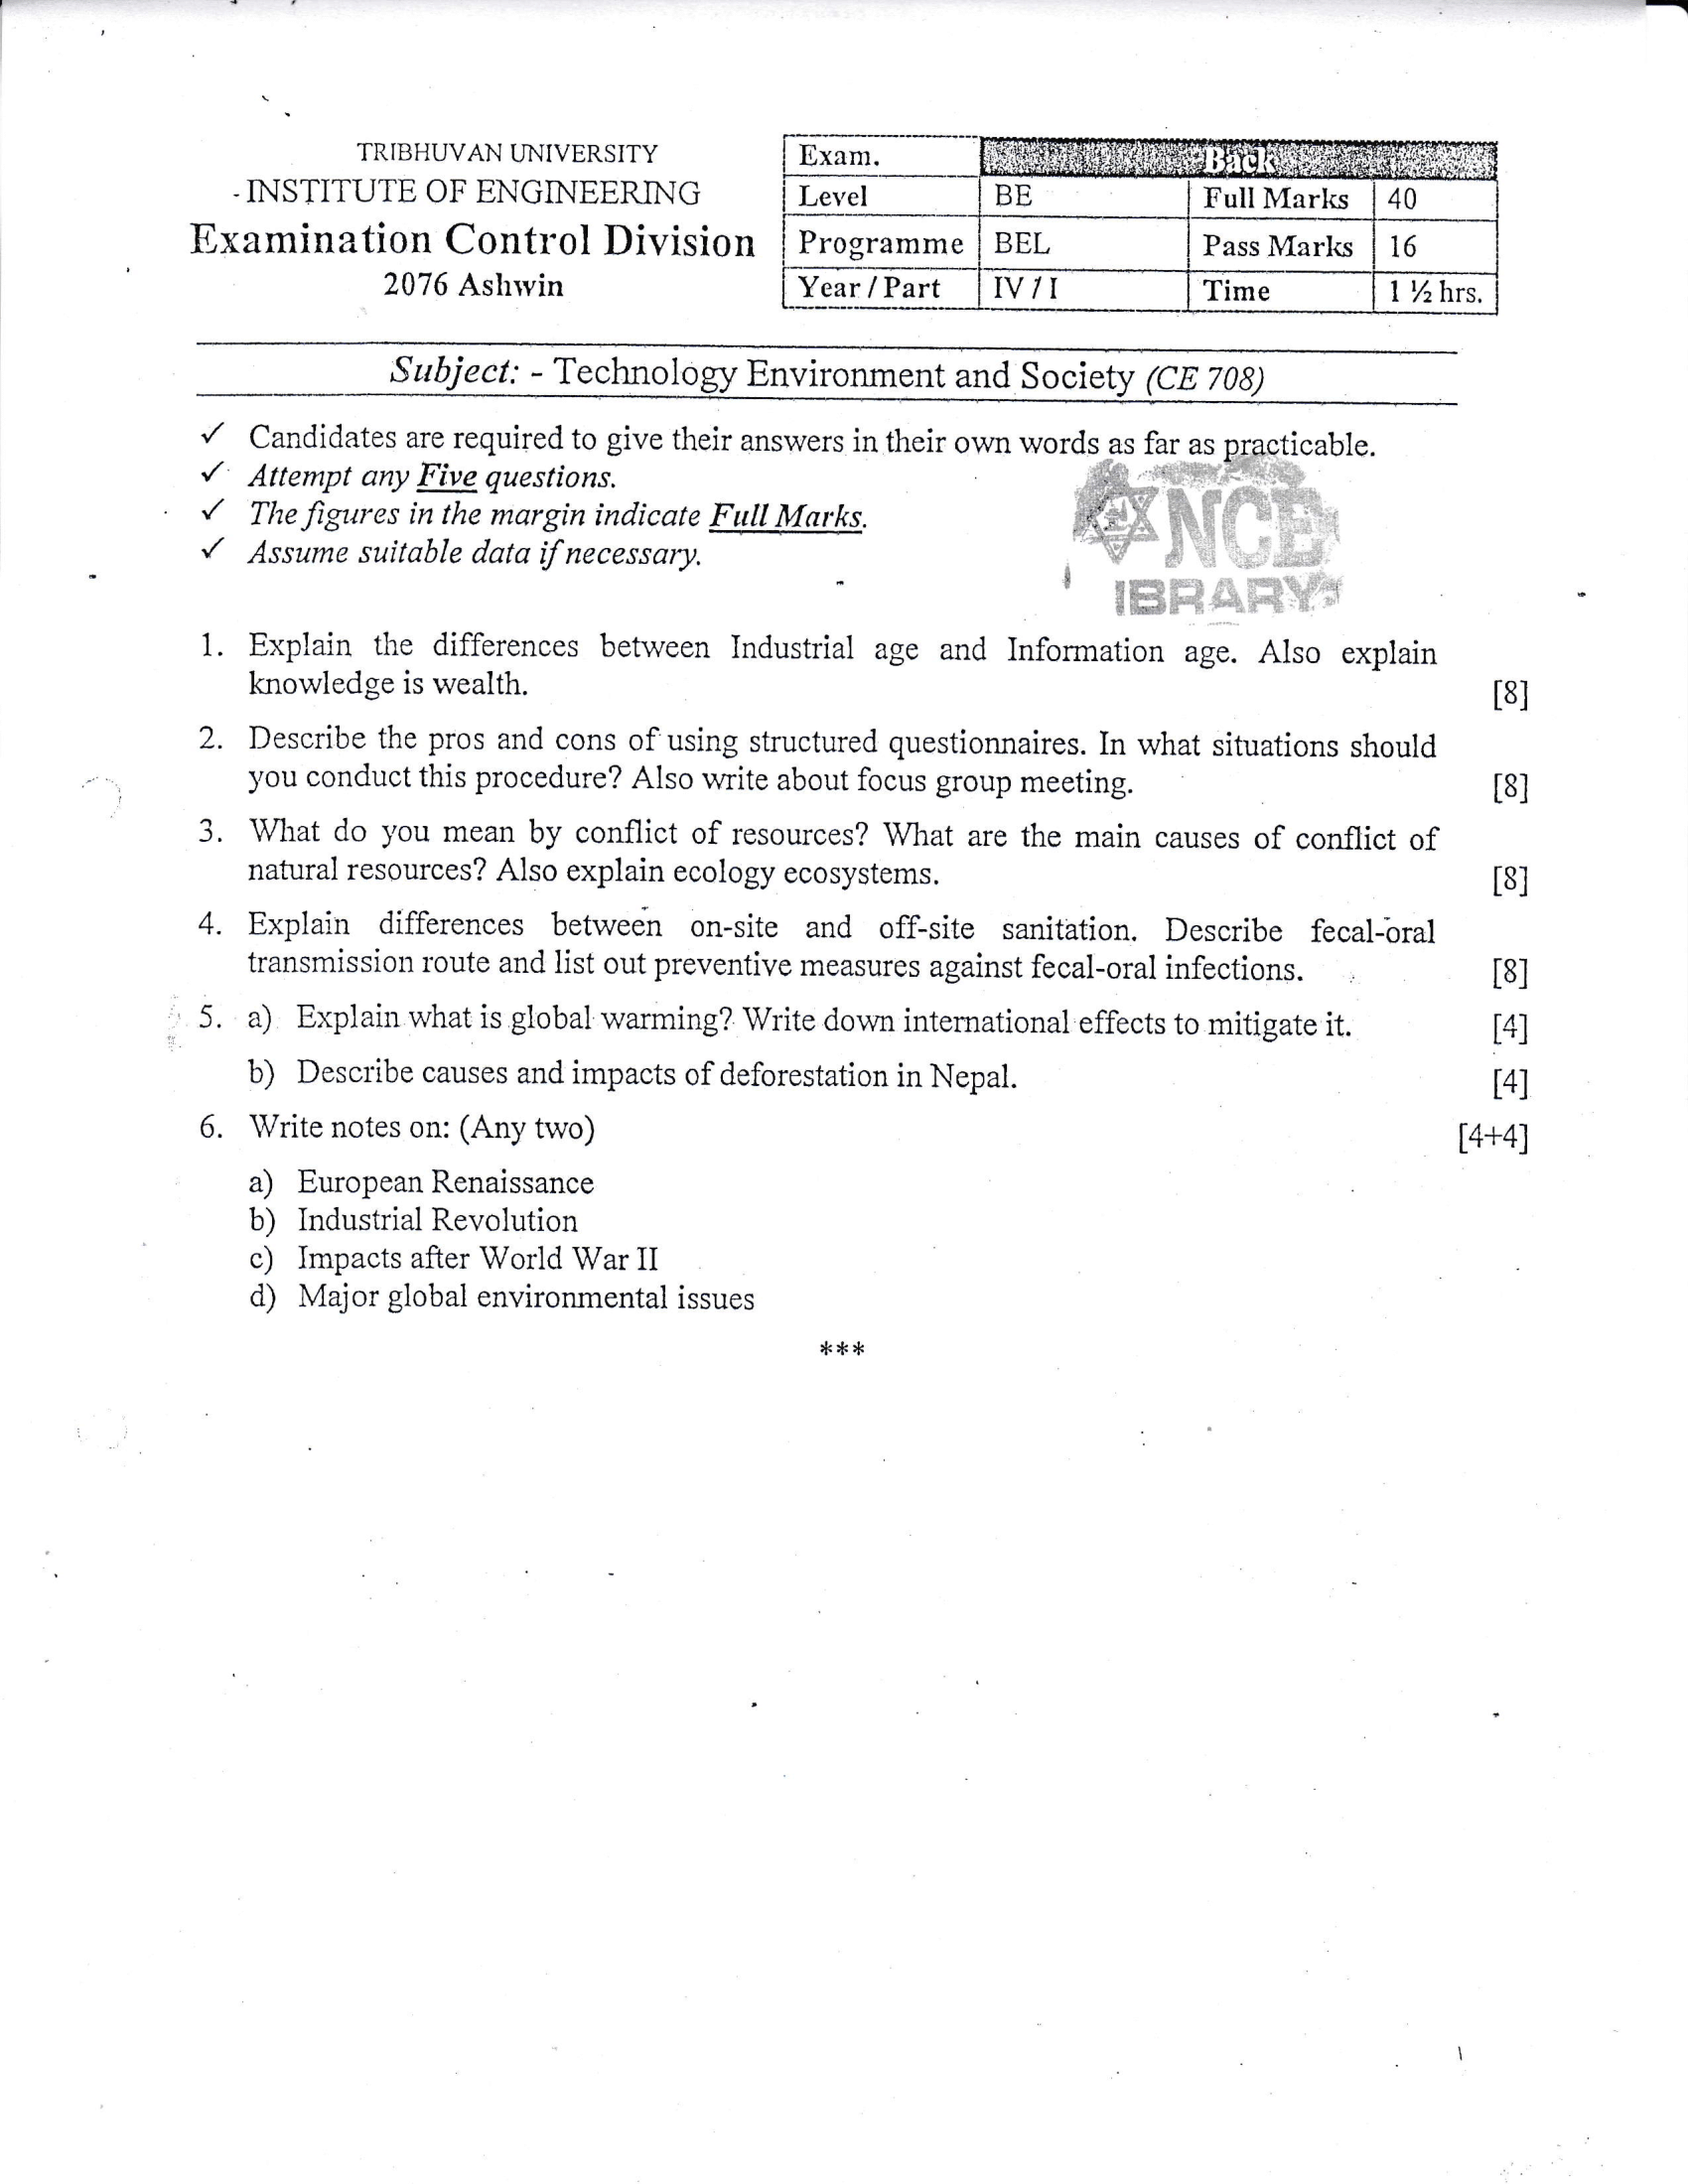 TRIBHUVAN UNIVERSITY
INSTITUTE OF ENGINEERING
Examination Control Division
2076 Ashwin
Exam. Back
Level BE Full Marks 40
Programme BEL Pass Marks 16
Year / Part IV / I Time 1 ½ hrs.
Subject: - Technology Environment and Society (CE 708)
✓ Candidates are required to give their answers in their own words as far as practicable.
✓ Attempt any Five questions.
✓ The figures in the margin indicate Full Marks.
✓ Assume suitable data if necessary.
NCE
IBRARY
1. Explain the differences between Industrial age and Information age. Also explain
knowledge is wealth. [8]
2. Describe the pros and cons of using structured questionnaires. In what situations should
you conduct this procedure? Also write about focus group meeting. [8]
3. What do you mean by conflict of resources? What are the main causes of conflict of
natural resources? Also explain ecology ecosystems. [8]
4. Explain differences between on-site and off-site sanitation. Describe fecal-oral
transmission route and list out preventive measures against fecal-oral infections. [8]
5. a) Explain what is global warming? Write down international effects to mitigate it. [4]
b) Describe causes and impacts of deforestation in Nepal. [4]
6. Write notes on: (Any two) [4+4]
a) European Renaissance
b) Industrial Revolution
c) Impacts after World War II
d) Major global environmental issues
***